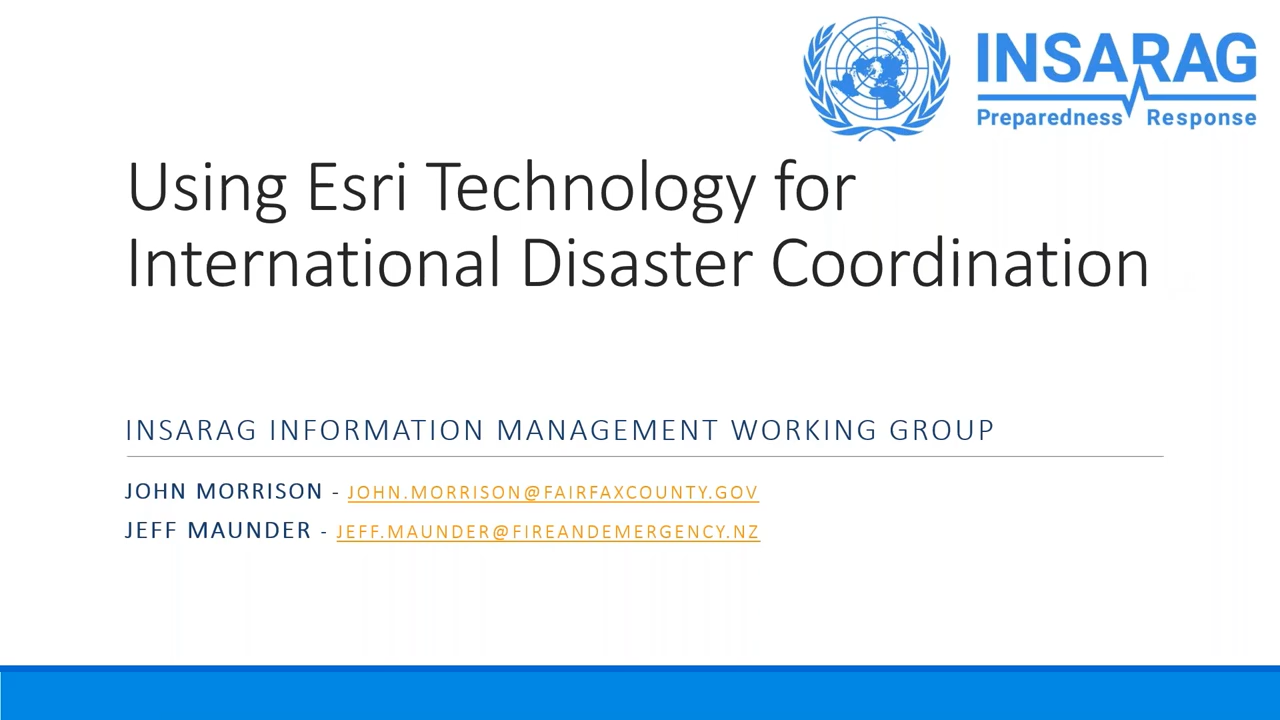 INSARAG
Preparedness Response
Using Esri Technology for
International Disaster Coordination
INSARAG INFORMATION MANAGEMENT WORKING GROUP
JOHN MORRISON - JOHN.MORRISON@FAIRFAXCOUNTY.GOV
JEFF MAUNDER - JEFF.MAUNDER@FIREANDEMERGENCY.NZ